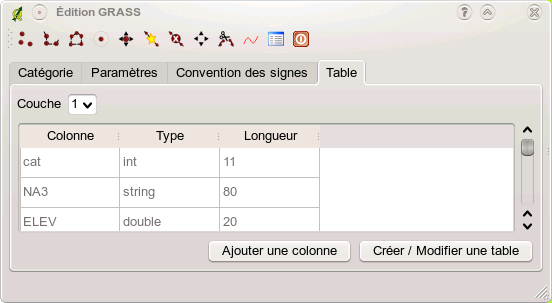 Édition GRASS
Catégorie Paramètres Convention des signes Table
Couche 1
Colonne Type Longueur
cat int 11
NA3 string 80
ELEV double 20
Ajouter une colonne Créer / Modifier une table